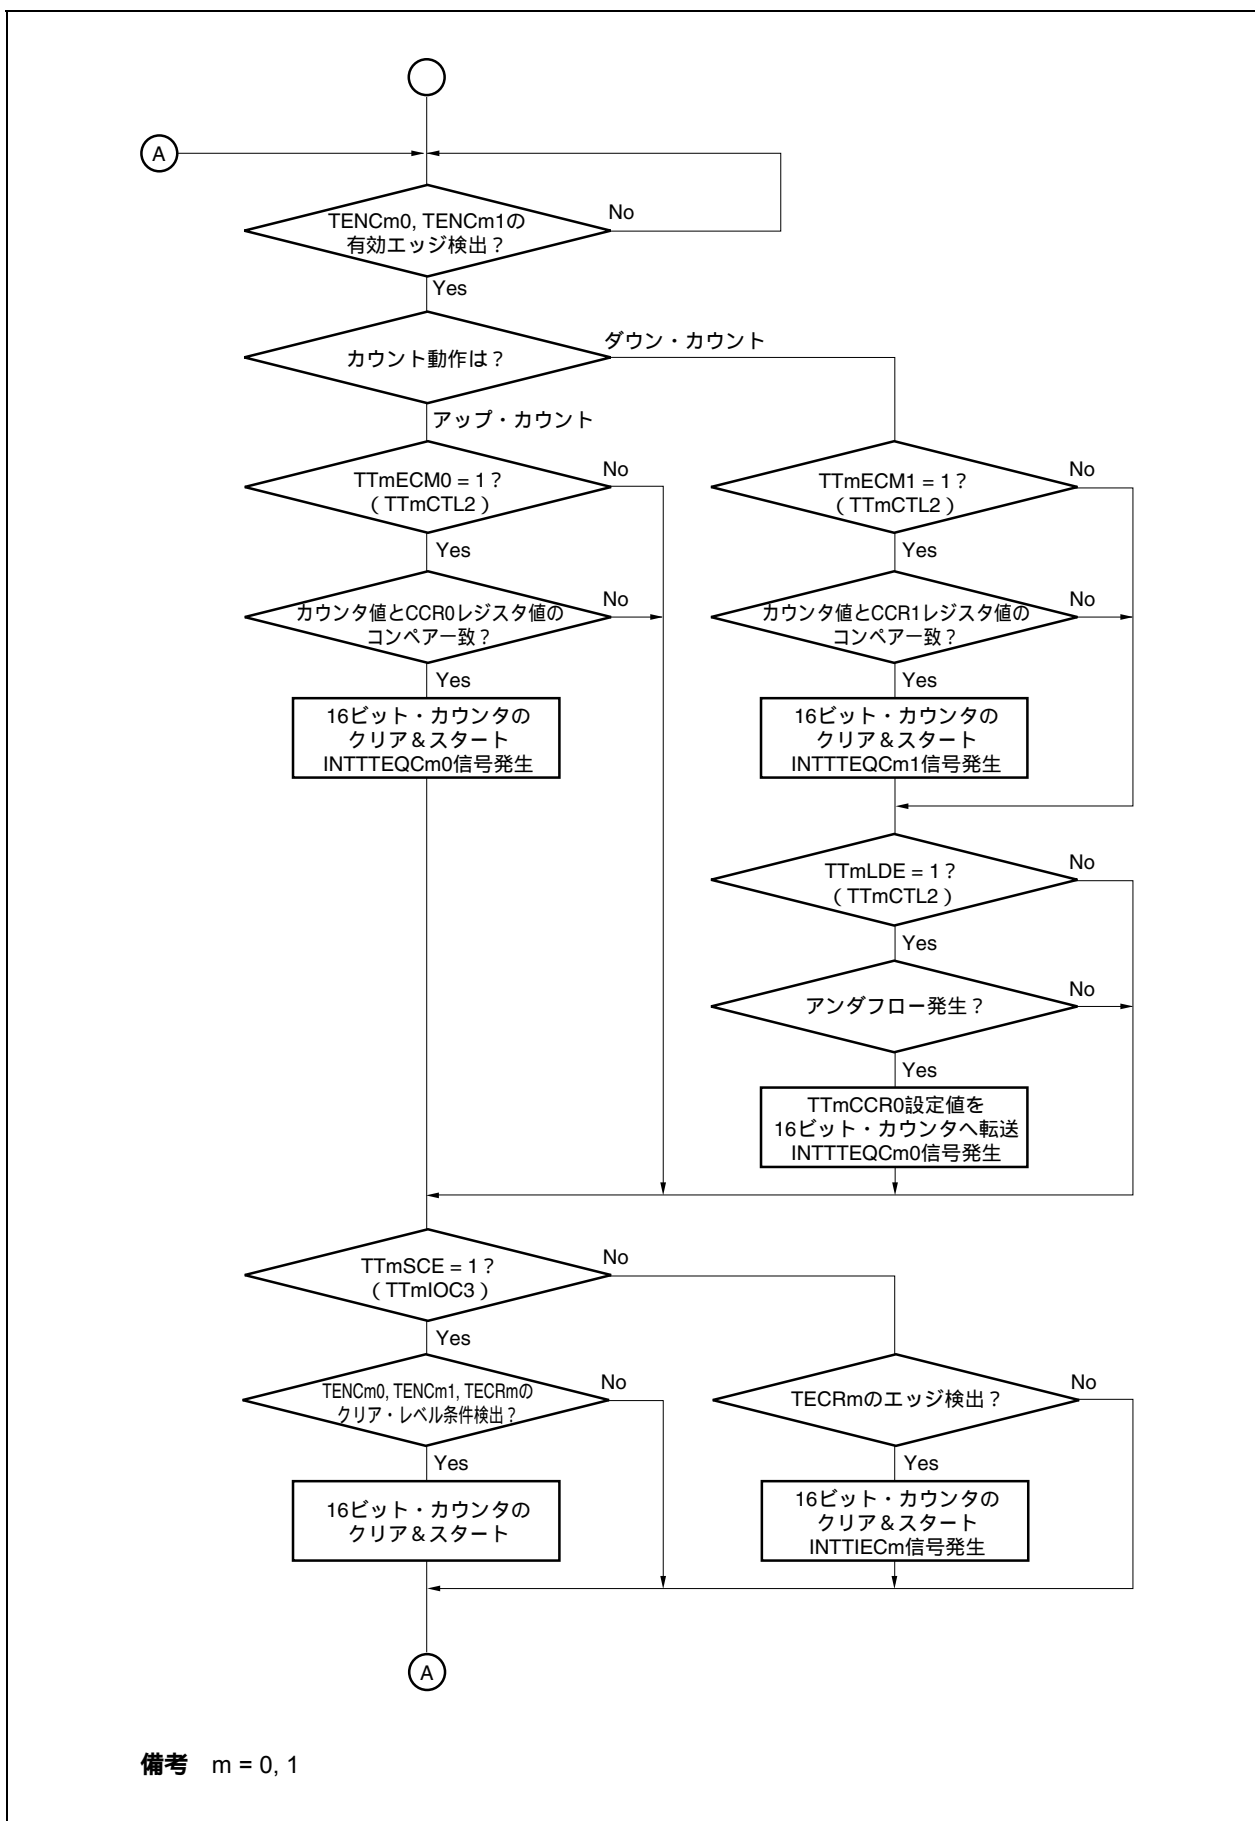 A
TENCm0, TENCm1の
有効エッジ検出？
No
Yes
カウント動作は？
ダウン・カウント
アップ・カウント
TTmECM0 = 1？
（TTmCTL2）
No
TTmECM1 = 1？
（TTmCTL2）
No
Yes
Yes
カウンタ値とCCR0レジスタ値の
コンペア一致？
No
カウンタ値とCCR1レジスタ値の
コンペア一致？
No
Yes
Yes
16ビット・カウンタの
クリア＆スタート
INTTTEQCm0信号発生
16ビット・カウンタの
クリア＆スタート
INTTTEQCm1信号発生
TTmLDE = 1？
（TTmCTL2）
No
Yes
アンダフロー発生？
No
Yes
TTmCCR0設定値を
16ビット・カウンタへ転送
INTTTEQCm0信号発生
TTmSCE = 1？
（TTmIOC3）
No
Yes
TENCm0, TENCm1, TECRmの
クリア・レベル条件検出？
No
TECRmのエッジ検出？
No
Yes
Yes
16ビット・カウンタの
クリア＆スタート
16ビット・カウンタの
クリア＆スタート
INTTIECm信号発生
A
備考 m = 0, 1